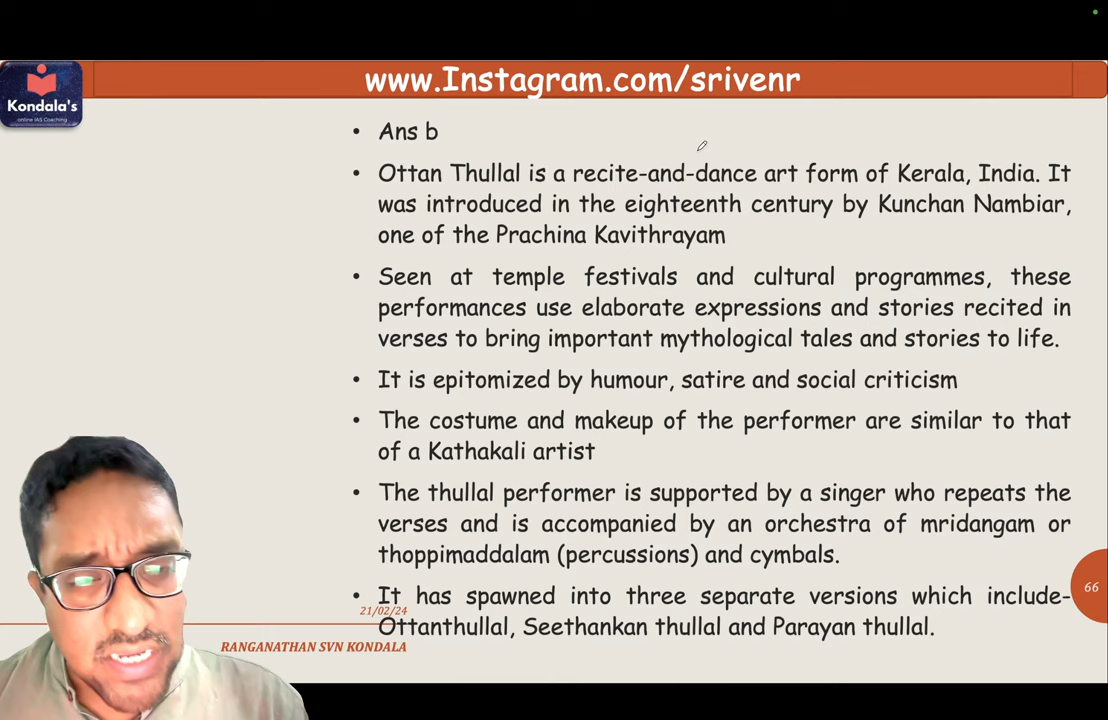 www.Instagram.com/srivenr
Kondala's
online IAS Coaching
• Ans b
• Ottan Thullal is a recite-and-dance art form of Kerala, India. It
was introduced in the eighteenth century by Kunchan Nambiar,
one of the Prachina Kavithrayam
• Seen at temple festivals and cultural programmes, these
performances use elaborate expressions and stories recited in
verses to bring important mythological tales and stories to life.
• It is epitomized by humour, satire and social criticism
• The costume and makeup of the performer are similar to that
of a Kathakali artist
• The thullal performer is supported by a singer who repeats the
verses and is accompanied by an orchestra of mridangam or
thoppimaddalam (percussions) and cymbals.
• It has spawned into three separate versions which include-
Ottanthullal, Seethankan thullal and Parayan thullal.
66
21/02/24
RANGANATHAN SVN KONDALA